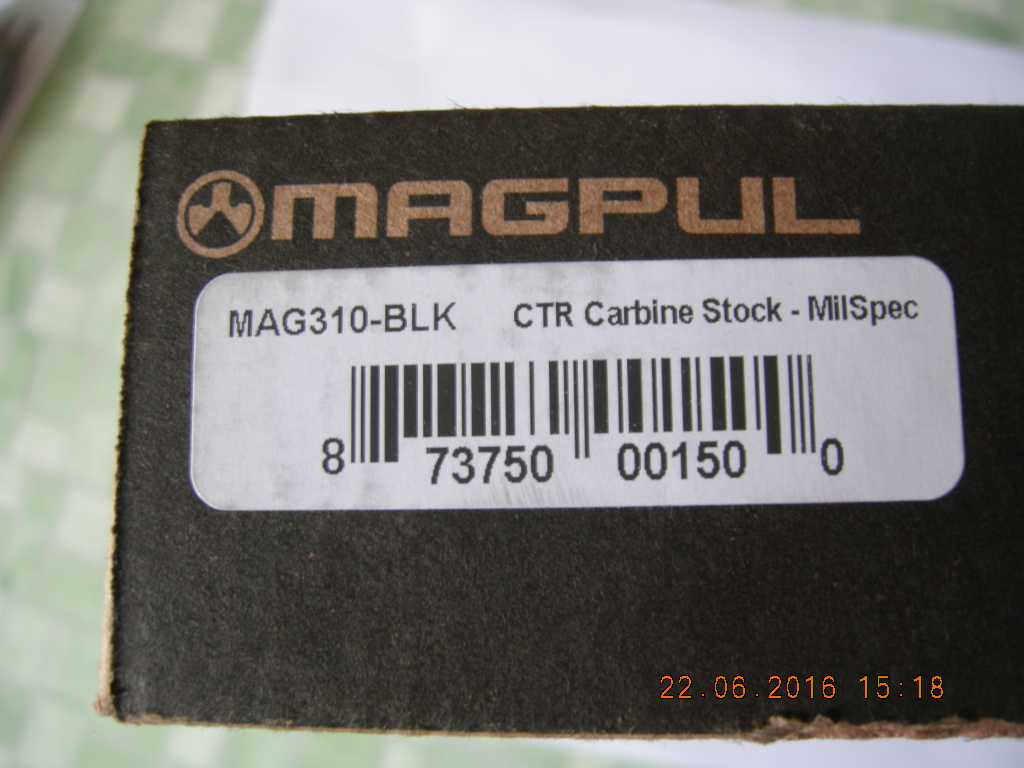 MAGPUL
MAG310-BLK CTR Carbine Stock - MilSpec
8 73750 00150 0
22.06.2016 15:18